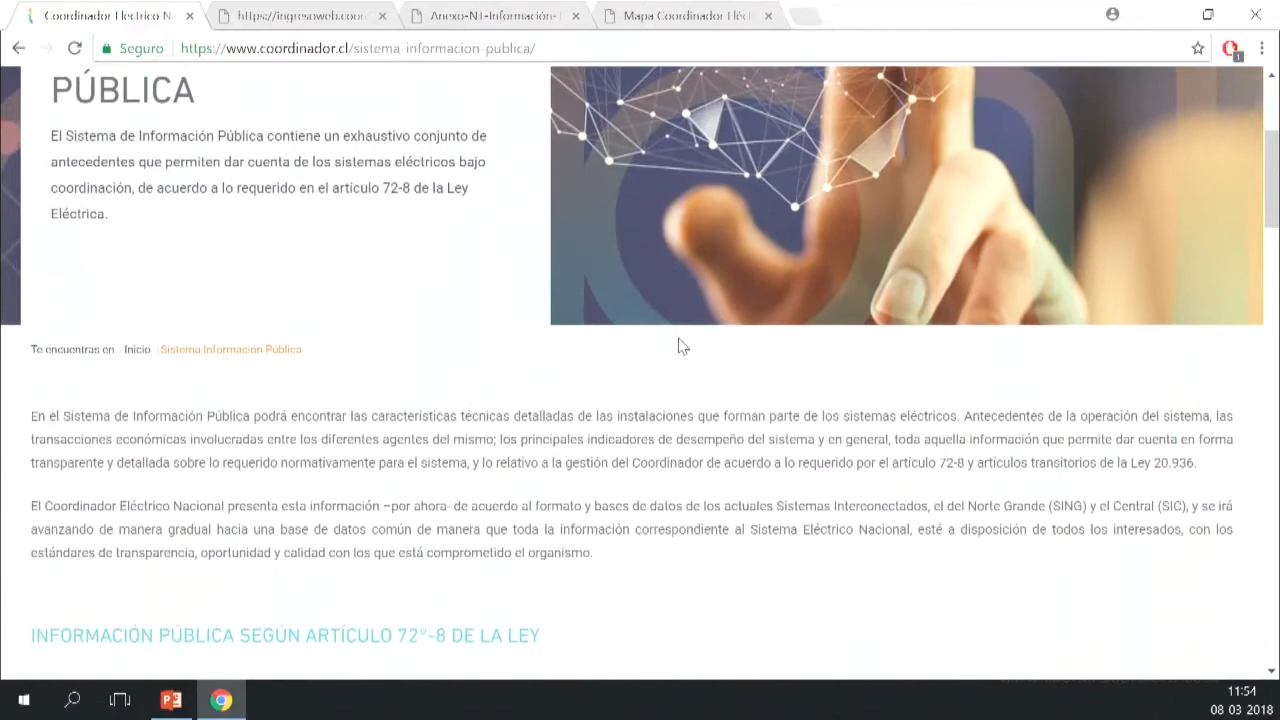 Coordinador Electrico N
https://ingresoweb.coor
Anexo-NT-Información-
Mapa Coordinador Eléc
Seguro https://www.coordinador.cl/sistema-informacion-publica/
1
PÚBLICA
El Sistema de Información Pública contiene un exhaustivo conjunto de
antecedentes que permiten dar cuenta de los sistemas eléctricos bajo
coordinación, de acuerdo a lo requerido en el artículo 72-8 de la Ley
Eléctrica.
Te encuentras en Inicio Sistema Información Pública
En el Sistema de Información Pública podrá encontrar las características técnicas detalladas de las instalaciones que forman parte de los sistemas eléctricos. Antecedentes de la operación del sistema, las
transacciones económicas involucradas entre los diferentes agentes del mismo; los principales indicadores de desempeño del sistema y en general, toda aquella información que permite dar cuenta en forma
transparente y detallada sobre lo requerido normativamente para el sistema, y lo relativo a la gestión del Coordinador de acuerdo a lo requerido por el artículo 72-8 y artículos transitorios de la Ley 20.936.
El Coordinador Eléctrico Nacional presenta esta información –por ahora- de acuerdo al formato y bases de datos de los actuales Sistemas Interconectados, el del Norte Grande (SING) y el Central (SIC), y se irá
avanzando de manera gradual hacia una base de datos común de manera que toda la información correspondiente al Sistema Eléctrico Nacional, esté a disposición de todos los interesados, con los
estándares de transparencia, oportunidad y calidad con los que está comprometido el organismo.
INFORMACIÓN PÚBLICA SEGÚN ARTÍCULO 72°-8 DE LA LEY
11:54
08-03-2018